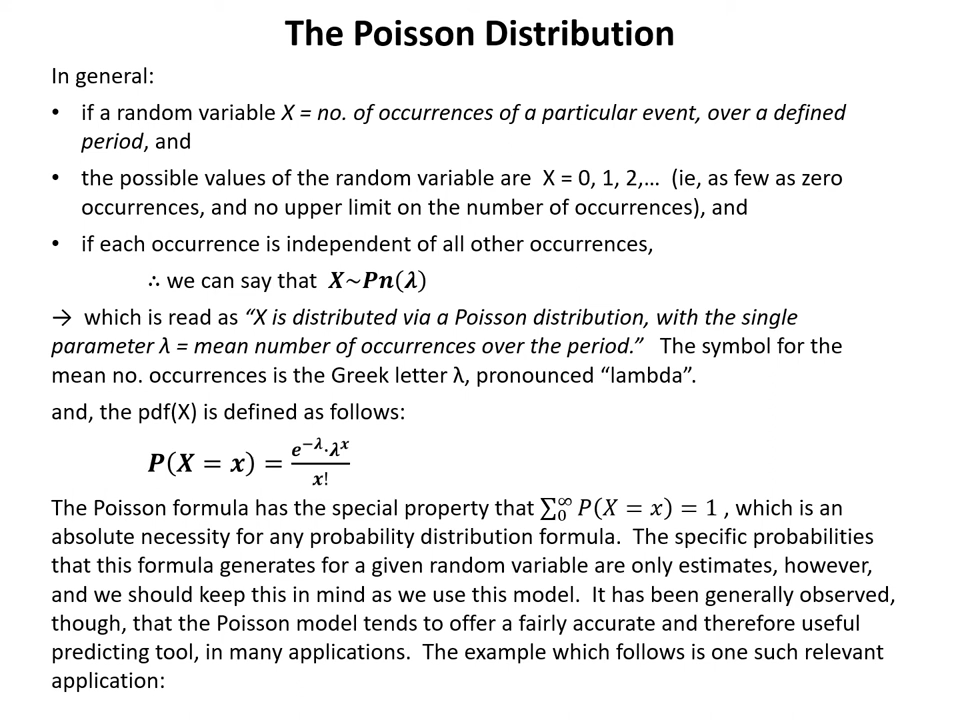 The Poisson Distribution
In general:
• if a random variable X = no. of occurrences of a particular event, over a defined
period, and
• the possible values of the random variable are X = 0, 1, 2,… (ie, as few as zero
occurrences, and no upper limit on the number of occurrences), and
• if each occurrence is independent of all other occurrences,
∴ we can say that X~Pn(λ)
→ which is read as “X is distributed via a Poisson distribution, with the single
parameter λ = mean number of occurrences over the period.” The symbol for the
mean no. occurrences is the Greek letter λ, pronounced “lambda”.
and, the pdf(X) is defined as follows:
P(X = x) = e^{−λ}·λ^x / x!
The Poisson formula has the special property that ∑_0^∞ P(X = x) = 1 , which is an
absolute necessity for any probability distribution formula. The specific probabilities
that this formula generates for a given random variable are only estimates, however,
and we should keep this in mind as we use this model. It has been generally observed,
though, that the Poisson model tends to offer a fairly accurate and therefore useful
predicting tool, in many applications. The example which follows is one such relevant
application: